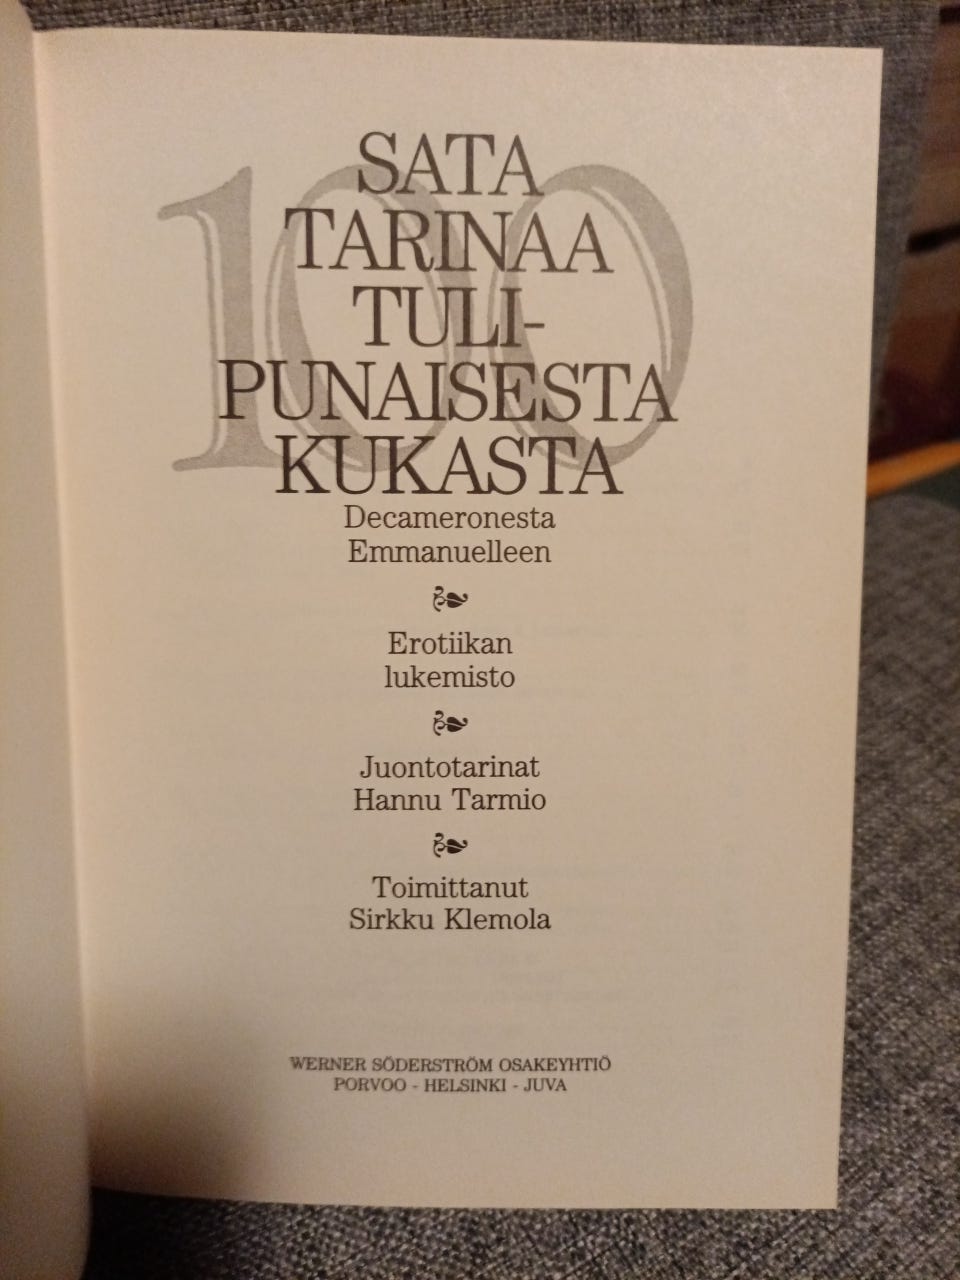 100
SATA
TARINAA
TULI-
PUNAISESTA
KUKASTA
Decameronesta
Emmanuelleen
Erotiikan
lukemisto
Juontotarinat
Hannu Tarmio
Toimittanut
Sirkku Klemola
WERNER SÖDERSTRÖM OSAKEYHTIÖ
PORVOO - HELSINKI - JUVA